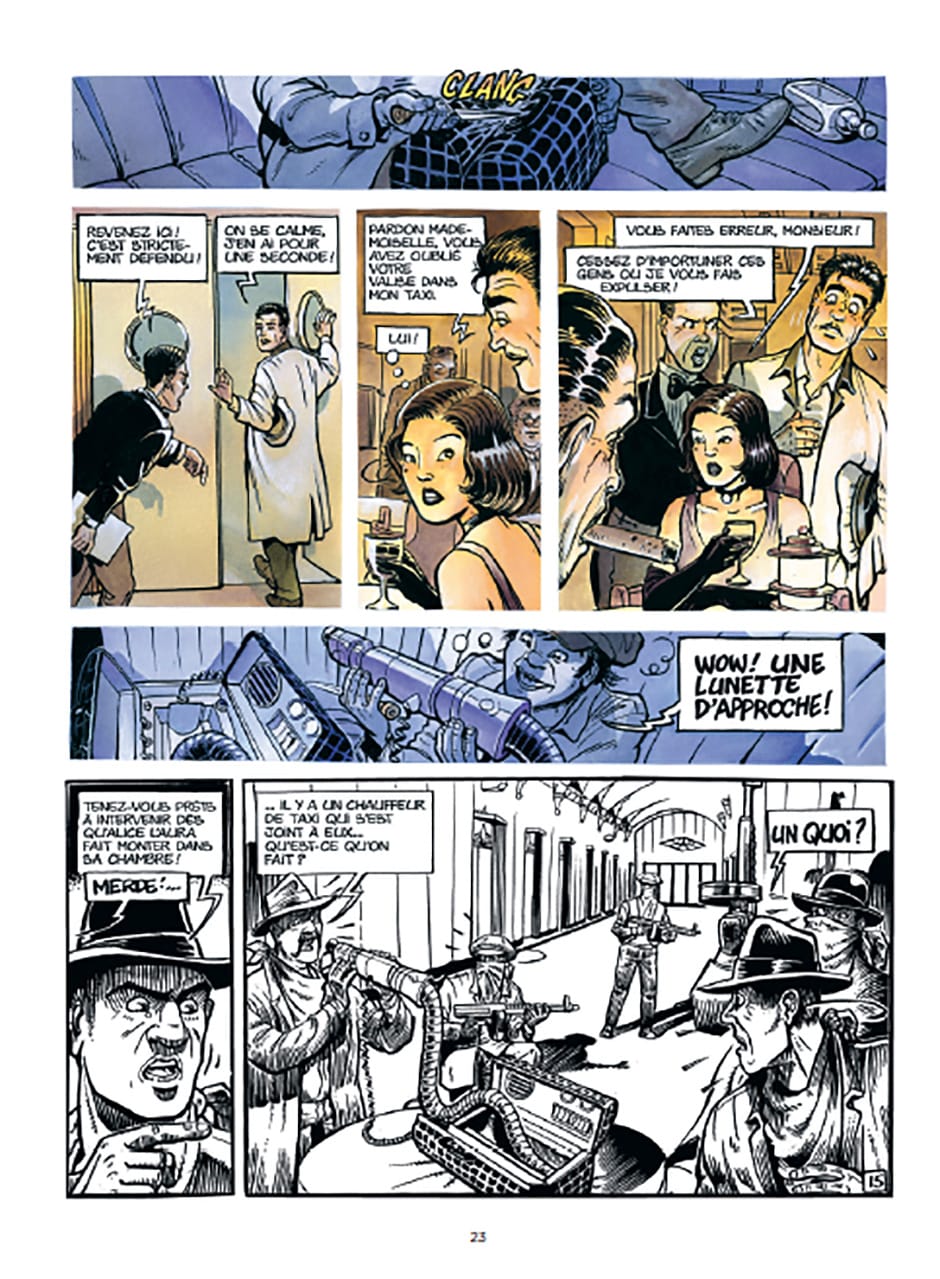 CLANG
REVENEZ ICI!
C'EST STRICTE-
MENT DÉFENDU!
ON SE CALME,
J'EN AI POUR
UNE SECONDE!
PARDON MADE-
MOISELLE, VOUS
AVEZ OUBLIÉ
VOTRE
VALISE DANS
MON TAXI.
LUI!
VOUS FAITES ERREUR, MONSIEUR!
CESSEZ D'IMPORTUNER CES
GENS OU JE VOUS FAIS
EXPULSER!
WOW! UNE
LUNETTE
D'APPROCHE!
TENEZ-VOUS PRÊTS
À INTERVENIR DÈS
QU'ALICE L'AURA
FAIT MONTER DANS
SA CHAMBRE!
MERDE!...
.. IL Y A UN CHAUFFEUR
DE TAXI QUI S'EST
JOINT À EUX...
QU'EST-CE QU'ON
FAIT?
UN QUOI?
15
23